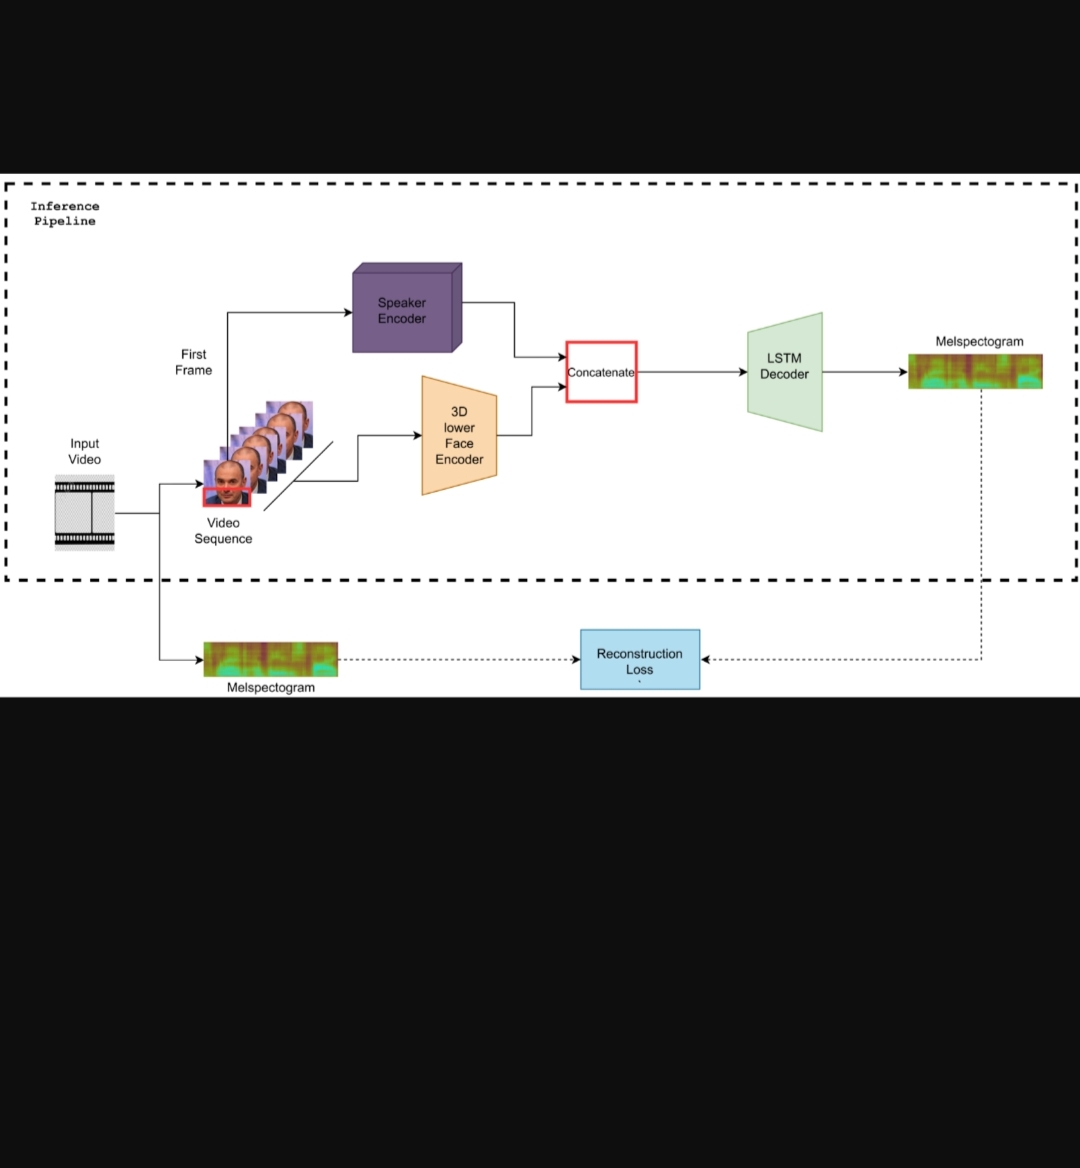 Inference
Pipeline
Speaker
Encoder
First
Frame
Concatenate
LSTM
Decoder
Melspectogram
3D
lower
Face
Encoder
Input
Video
Video
Sequence
Reconstruction
Loss
Melspectogram